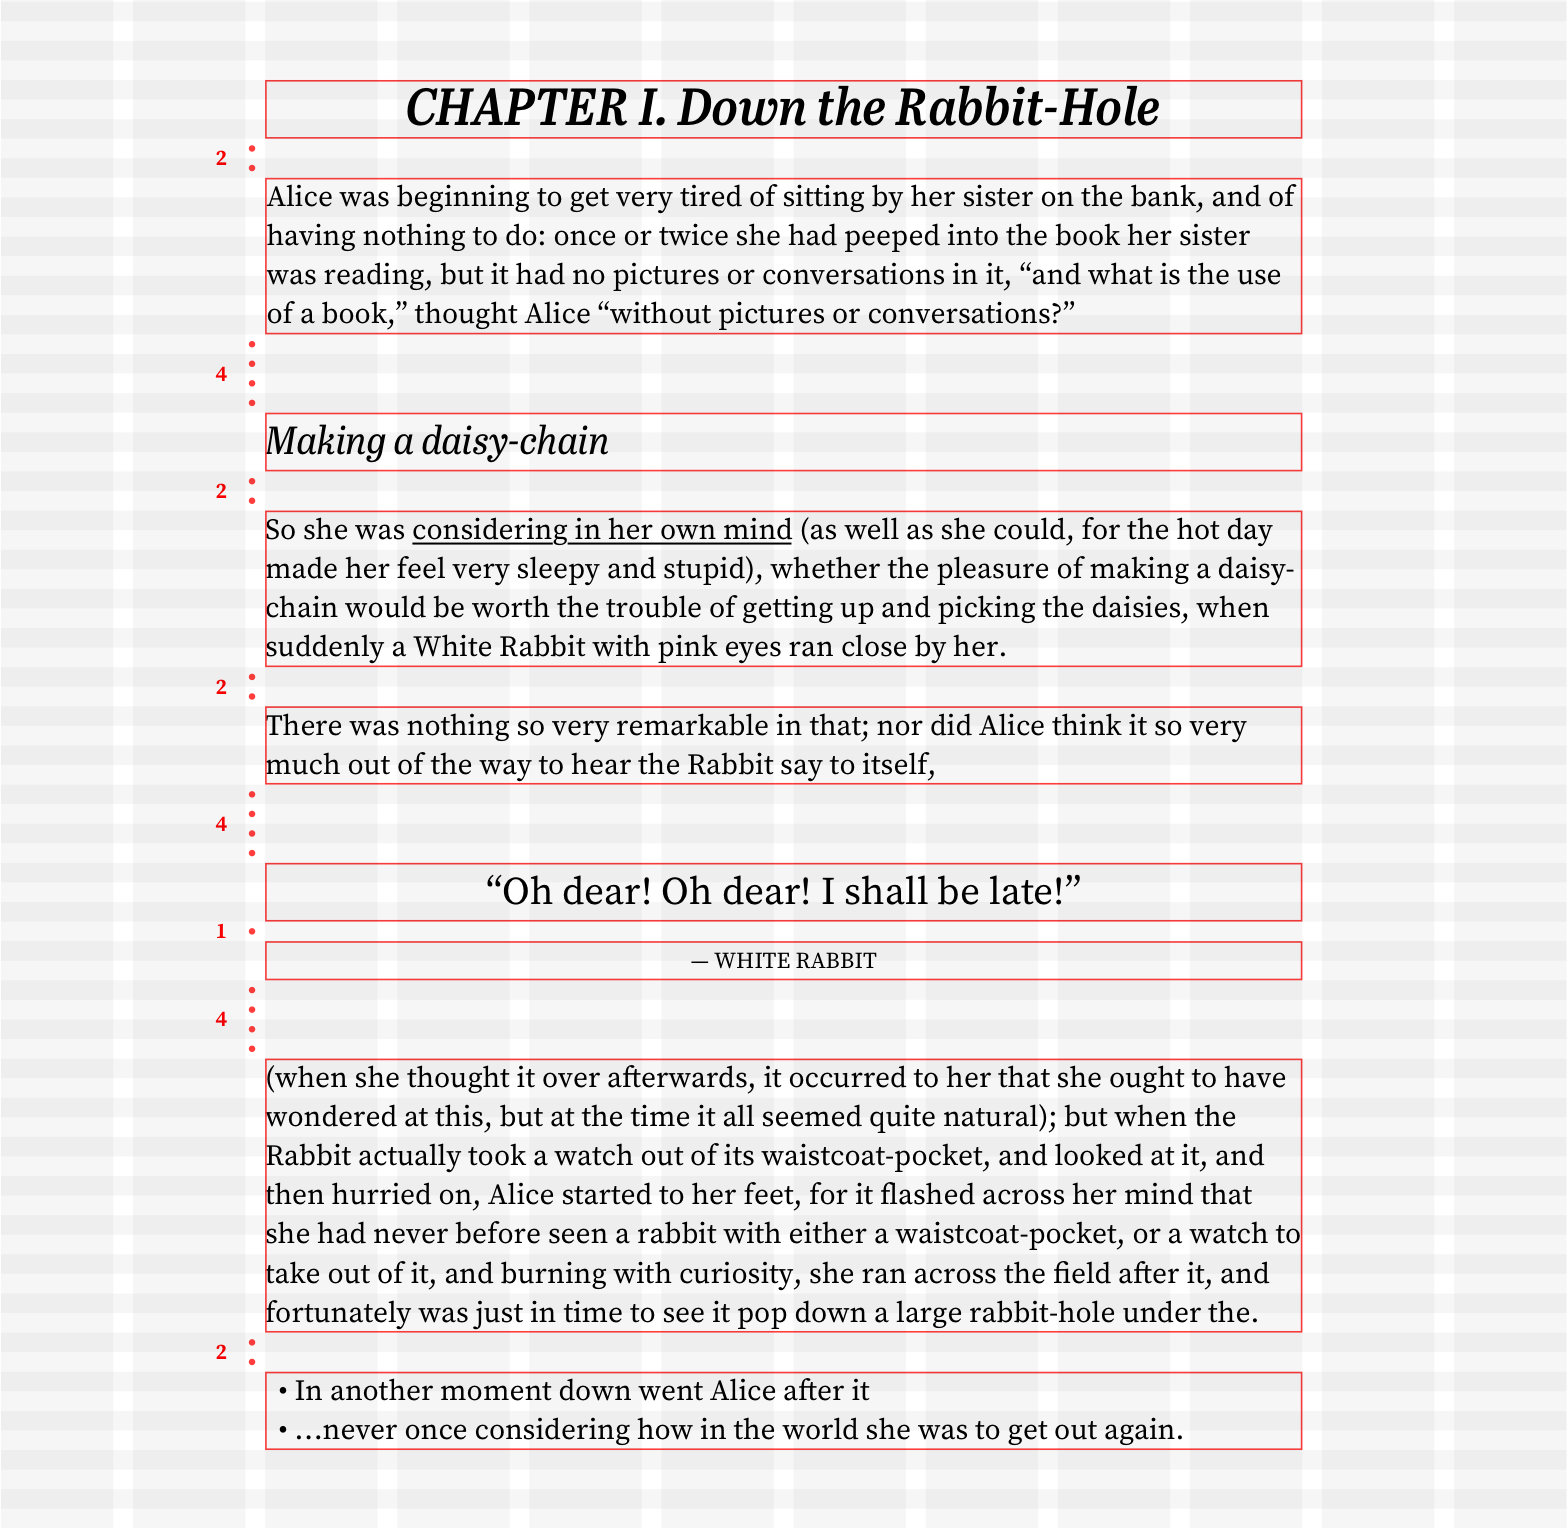 CHAPTER I. Down the Rabbit-Hole
2
Alice was beginning to get very tired of sitting by her sister on the bank, and of
having nothing to do: once or twice she had peeped into the book her sister
was reading, but it had no pictures or conversations in it, “and what is the use
of a book,” thought Alice “without pictures or conversations?”
4
Making a daisy-chain
2
So she was considering in her own mind (as well as she could, for the hot day
made her feel very sleepy and stupid), whether the pleasure of making a daisy-
chain would be worth the trouble of getting up and picking the daisies, when
suddenly a White Rabbit with pink eyes ran close by her.
2
There was nothing so very remarkable in that; nor did Alice think it so very
much out of the way to hear the Rabbit say to itself,
4
“Oh dear! Oh dear! I shall be late!”
1
— WHITE RABBIT
4
(when she thought it over afterwards, it occurred to her that she ought to have
wondered at this, but at the time it all seemed quite natural); but when the
Rabbit actually took a watch out of its waistcoat-pocket, and looked at it, and
then hurried on, Alice started to her feet, for it flashed across her mind that
she had never before seen a rabbit with either a waistcoat-pocket, or a watch to
take out of it, and burning with curiosity, she ran across the field after it, and
fortunately was just in time to see it pop down a large rabbit-hole under the.
2
• In another moment down went Alice after it
• …never once considering how in the world she was to get out again.